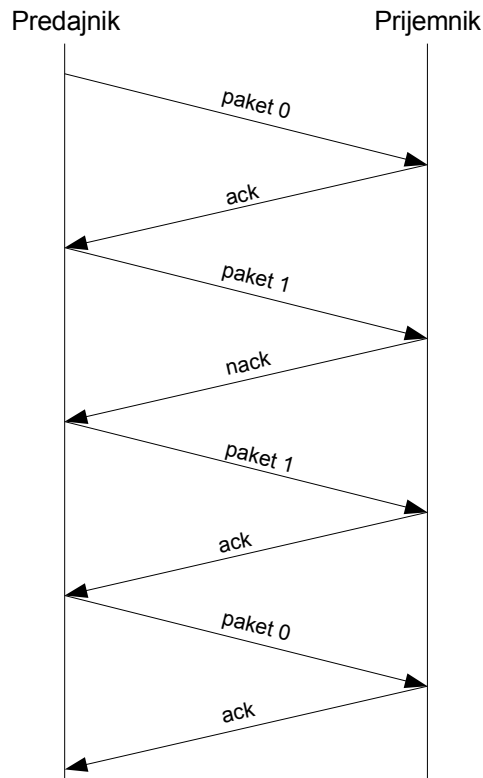 Predajnik
Prijemnik
paket 0
ack
paket 1
nack
paket 1
ack
paket 0
ack